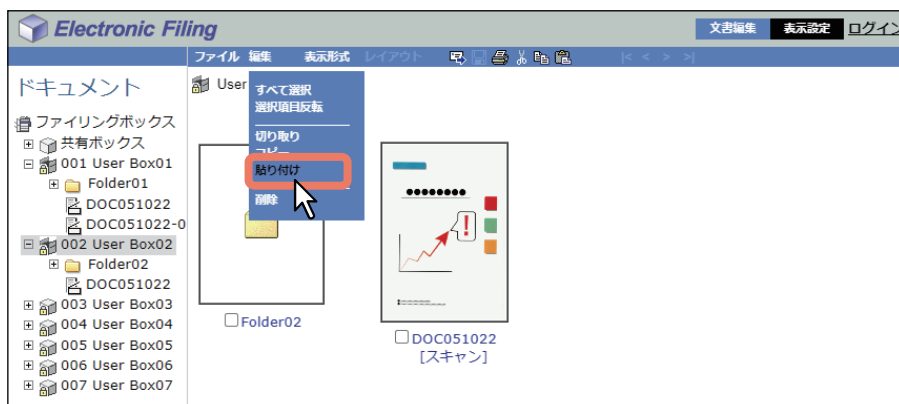 Electronic Filing
文書編集 表示設定 ログイン
ファイル 編集 表示形式 レイアウト |< < > >|
ドキュメント
ファイリングボックス
共有ボックス
001 User Box01
Folder01
DOC051022
DOC051022-0
002 User Box02
Folder02
DOC051022
003 User Box03
004 User Box04
005 User Box05
006 User Box06
007 User Box07
User
すべて選択
選択項目反転
切り取り
コピー
貼り付け
削除
!
Folder02
DOC051022
[スキャン]